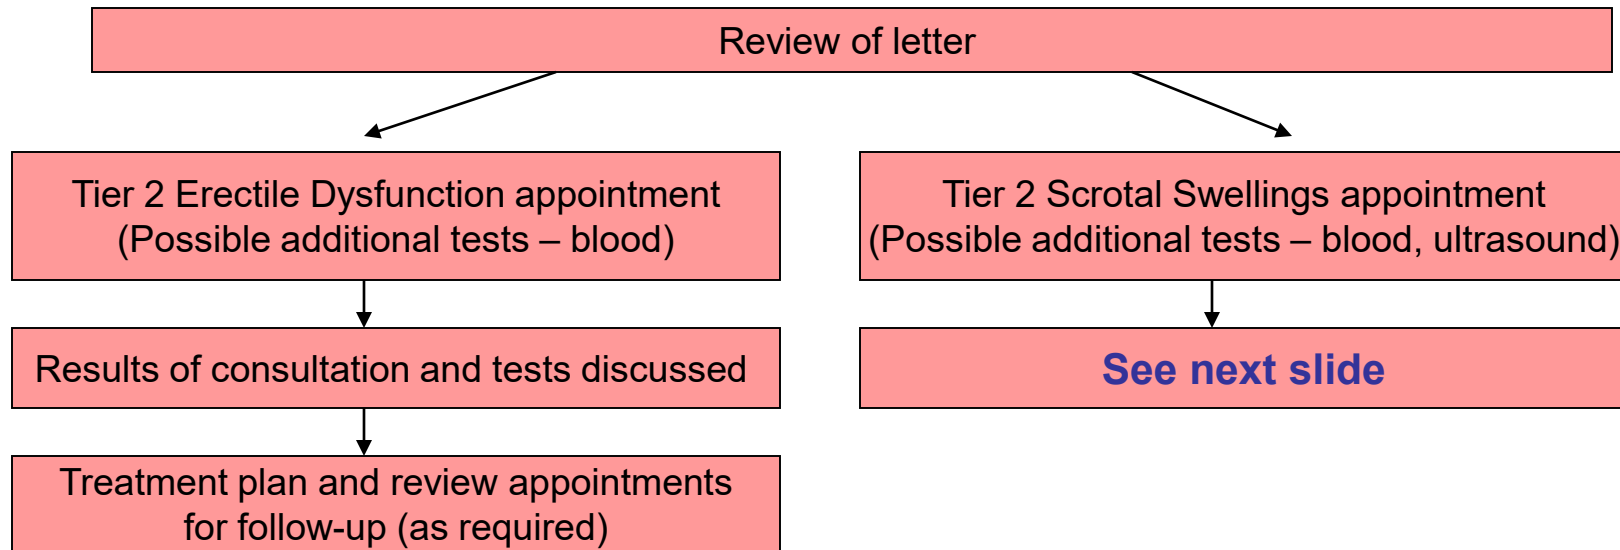 Review of letter
Tier 2 Erectile Dysfunction appointment
(Possible additional tests – blood)
Tier 2 Scrotal Swellings appointment
(Possible additional tests – blood, ultrasound)
Results of consultation and tests discussed
See next slide
Treatment plan and review appointments
for follow-up (as required)